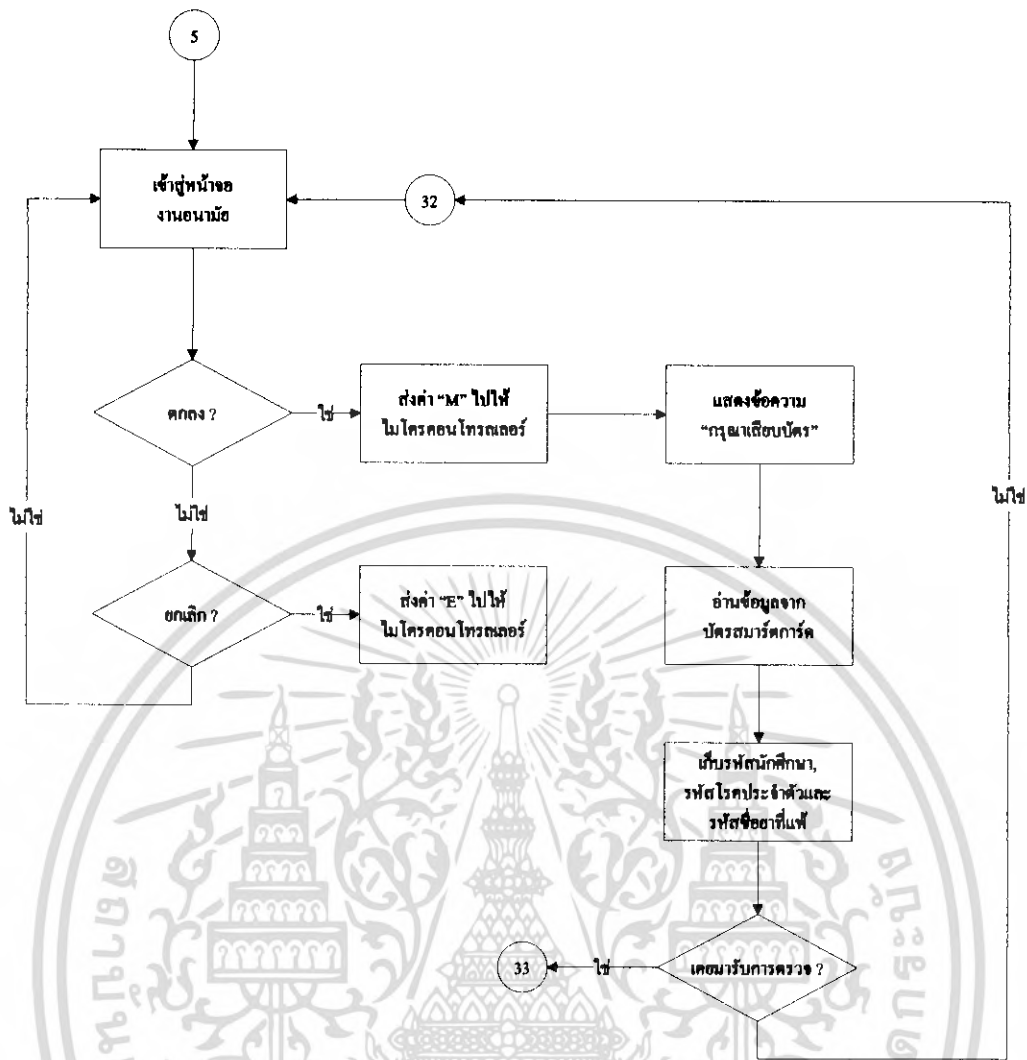 5
เข้าสู่หน้าจอ
งานอนามัย
32
ตกลง ?
ใช่
ส่งค่า “M” ไปให้
ไมโครคอนโทรลเลอร์
แสดงข้อความ
“กรุณาเสียบบัตร”
ไม่ใช่
ไม่ใช่
ไม่ใช่
ยกเลิก ?
ใช่
ส่งค่า “E” ไปให้
ไมโครคอนโทรลเลอร์
อ่านข้อมูลจาก
บัตรสมาร์ตการ์ด
เก็บรหัสนักศึกษา,
รหัสโรคประจำตัวและ
รหัสชื่อยาที่แพ้
เคยมารับการตรวจ ?
ใช่
33